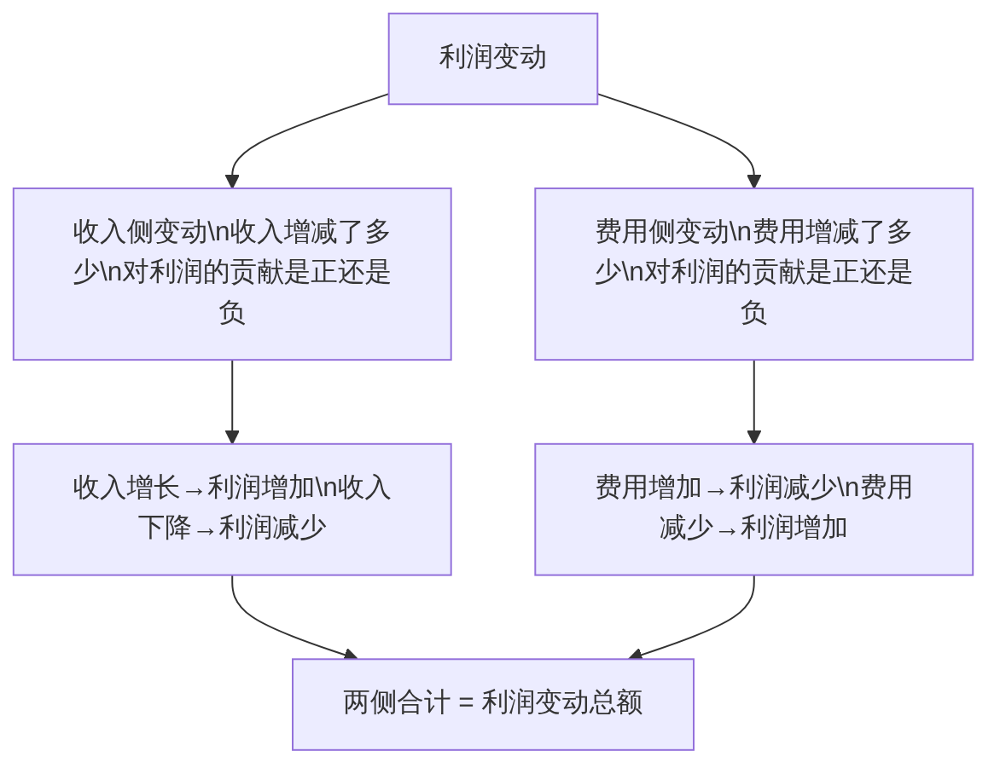 利润变动
收入侧变动\n收入增减了多
少\n对利润的贡献是正还是
负
费用侧变动\n费用增减了多
少\n对利润的贡献是正还是
负
收入增长→利润增加\n收入
下降→利润减少
费用增加→利润减少\n费用
减少→利润增加
两侧合计 = 利润变动总额